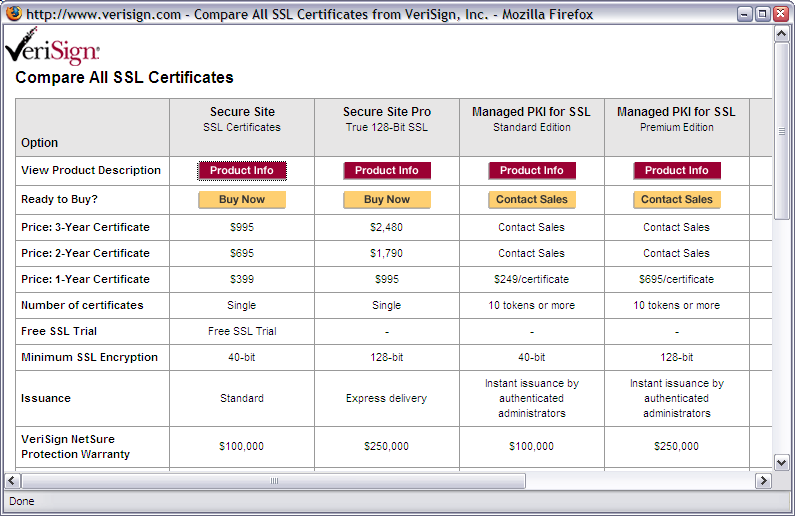 http://www.verisign.com - Compare All SSL Certificates from VeriSign, Inc. - Mozilla Firefox
VeriSign®
Compare All SSL Certificates
Option
Secure Site
SSL Certificates
Secure Site Pro
True 128-Bit SSL
Managed PKI for SSL
Standard Edition
Managed PKI for SSL
Premium Edition
View Product Description Product Info Product Info Product Info Product Info
Ready to Buy? Buy Now Buy Now Contact Sales Contact Sales
Price: 3-Year Certificate $995 $2,480 Contact Sales Contact Sales
Price: 2-Year Certificate $695 $1,790 Contact Sales Contact Sales
Price: 1-Year Certificate $399 $995 $249/certificate $695/certificate
Number of certificates Single Single 10 tokens or more 10 tokens or more
Free SSL Trial Free SSL Trial - - -
Minimum SSL Encryption 40-bit 128-bit 40-bit 128-bit
Issuance Standard Express delivery
Instant issuance by
authenticated
administrators
Instant issuance by
authenticated
administrators
VeriSign NetSure
Protection Warranty
$100,000 $250,000 $100,000 $250,000
Done